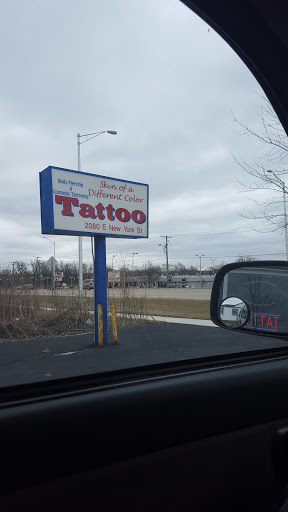 Body Piercing
&
Cosmetic Tattooing
Skin of a
Different Color
Tattoo
2080 E. New York St
TAT